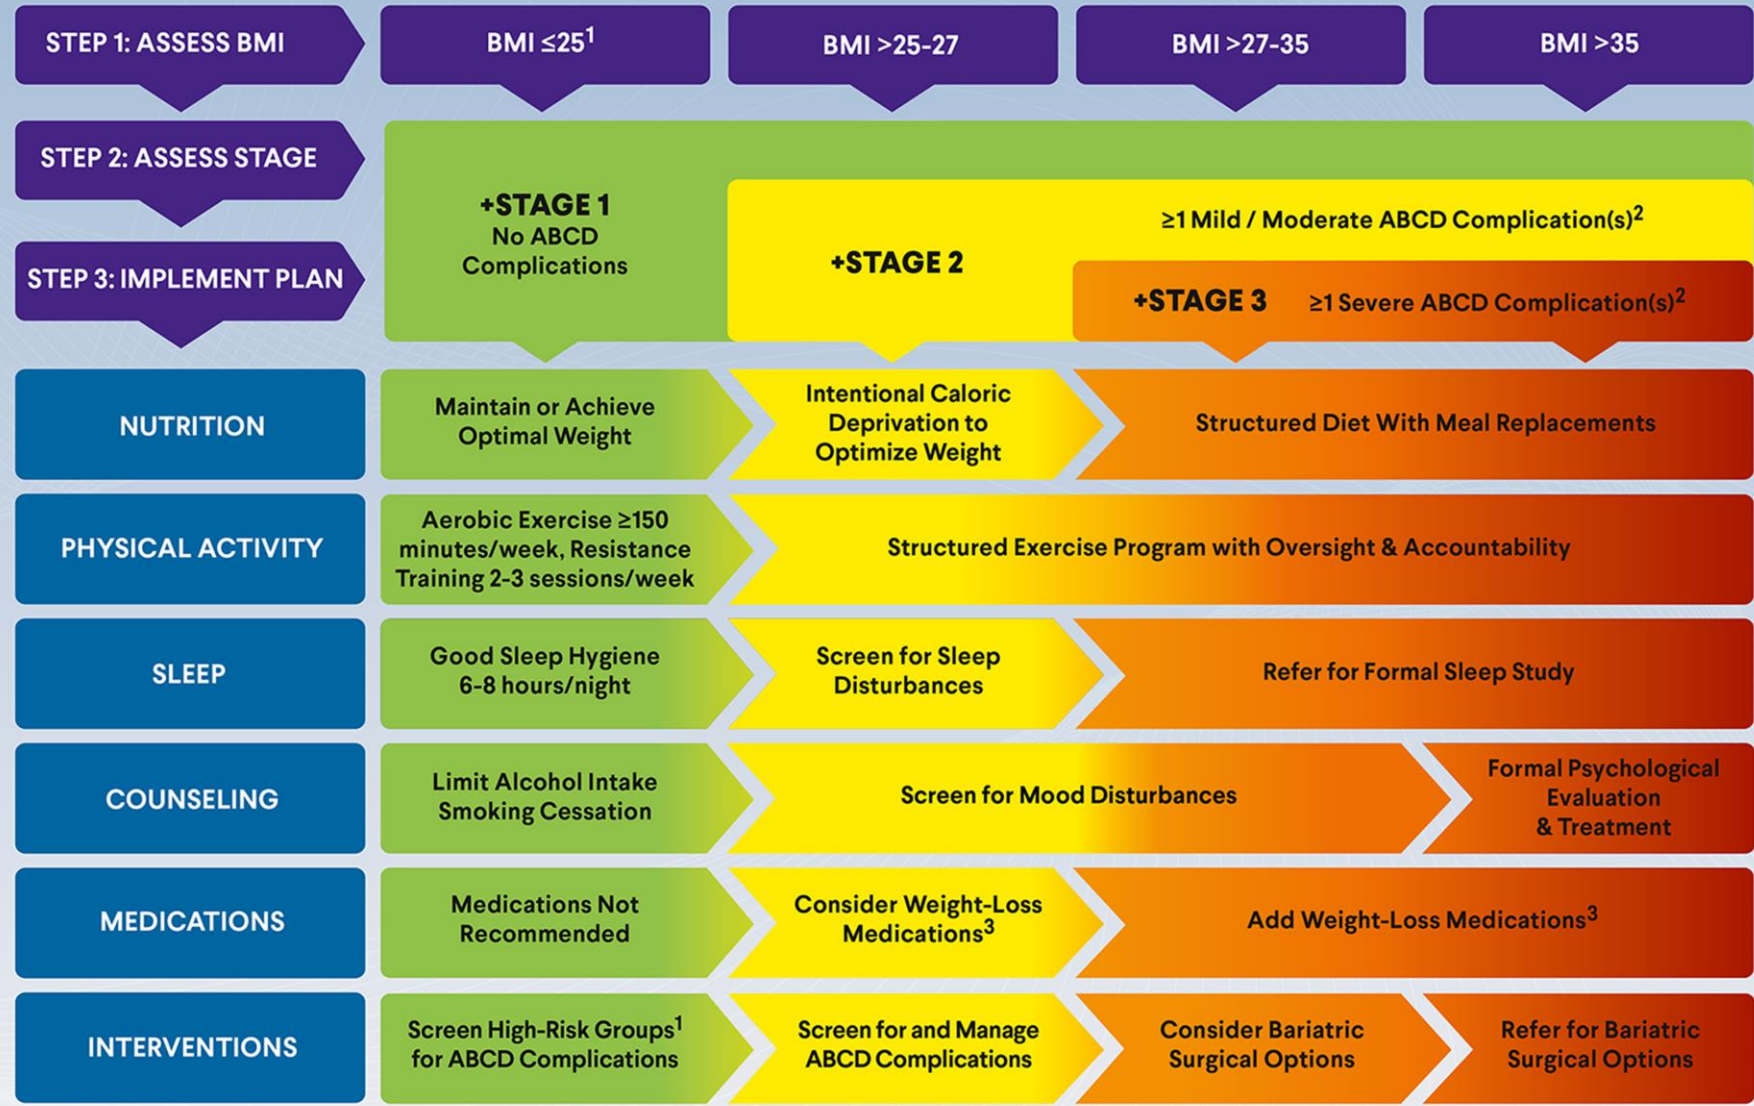 STEP 1: ASSESS BMI
BMI ≤25¹
BMI >25-27
BMI >27-35
BMI >35
STEP 2: ASSESS STAGE
STEP 3: IMPLEMENT PLAN
+STAGE 1
No ABCD
Complications
+STAGE 2
≥1 Mild / Moderate ABCD Complication(s)²
+STAGE 3
≥1 Severe ABCD Complication(s)²
NUTRITION
Maintain or Achieve
Optimal Weight
Intentional Caloric
Deprivation to
Optimize Weight
Structured Diet With Meal Replacements
PHYSICAL ACTIVITY
Aerobic Exercise ≥150
minutes/week, Resistance
Training 2-3 sessions/week
Structured Exercise Program with Oversight & Accountability
SLEEP
Good Sleep Hygiene
6-8 hours/night
Screen for Sleep
Disturbances
Refer for Formal Sleep Study
COUNSELING
Limit Alcohol Intake
Smoking Cessation
Screen for Mood Disturbances
Formal Psychological
Evaluation
& Treatment
MEDICATIONS
Medications Not
Recommended
Consider Weight-Loss
Medications³
Add Weight-Loss Medications³
INTERVENTIONS
Screen High-Risk Groups¹
for ABCD Complications
Screen for and Manage
ABCD Complications
Consider Bariatric
Surgical Options
Refer for Bariatric
Surgical Options